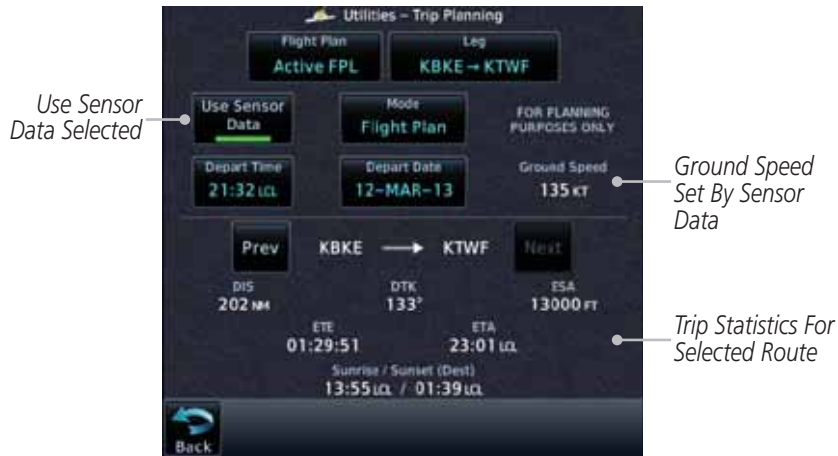 Utilities – Trip Planning
Flight Plan
Active FPL
Leg
KBKE → KTWF
Use Sensor Data Selected
Use Sensor
Data
Mode
Flight Plan
FOR PLANNING
PURPOSES ONLY
Depart Time
21:32 LCL
Depart Date
12-MAR-13
Ground Speed
135 KT
Ground Speed
Set By Sensor
Data
Prev
KBKE → KTWF
Next
DIS
202 NM
DTK
133°
ESA
13000 FT
ETE
01:29:51
ETA
23:01 LCL
Trip Statistics For
Selected Route
Sunrise / Sunset (Dest)
13:55 LCL / 01:39 LCL
Back